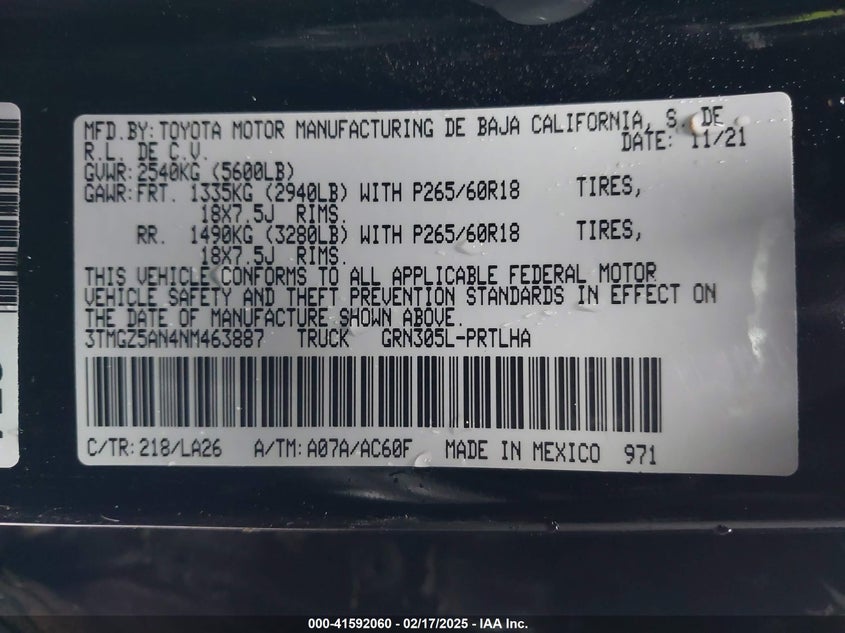 MFD.BY: TOYOTA MOTOR MANUFACTURING DE BAJA CALIFORNIA, S. DE
R.L. DE C.V. DATE: 11/21
GVWR: 2540KG (5600LB)
GAWR: FRT. 1335KG (2940LB) WITH P265/60R18 TIRES,
18X7.5J RIMS.
RR. 1490KG (3280LB) WITH P265/60R18 TIRES,
18X7.5J RIMS.
THIS VEHICLE CONFORMS TO ALL APPLICABLE FEDERAL MOTOR
VEHICLE SAFETY AND THEFT PREVENTION STANDARDS IN EFFECT ON
THE DATE OF MANUFACTURE SHOWN ABOVE.
3TMGZ5AN4NM463887 TRUCK GRN305L-PRTLHA
C/TR: 218/LA26 A/TM: A07A/AC60F MADE IN MEXICO 971
000-41592060 - 02/17/2025 - IAA Inc.